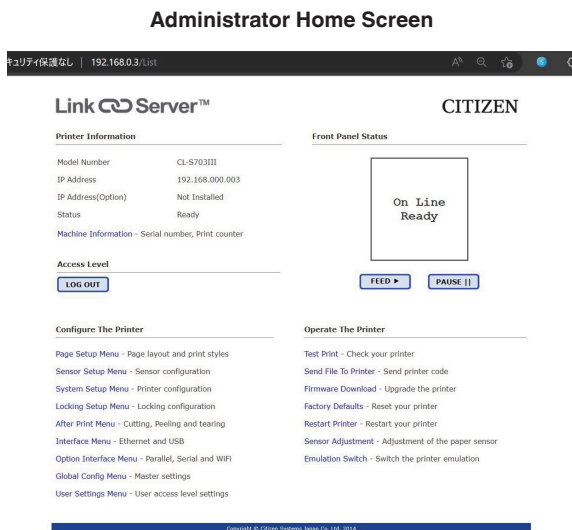 Administrator Home Screen
キュリティ保護なし | 192.168.0.3/List
Link Server™
CITIZEN
Printer Information
Model Number CL-S703III
IP Address 192.168.000.003
IP Address(Option) Not Installed
Status Ready
Machine Information - Serial number, Print counter
Access Level
LOG OUT
Front Panel Status
On Line
Ready
FEED ► PAUSE ||
Configure The Printer
Page Setup Menu - Page layout and print styles
Sensor Setup Menu - Sensor configuration
System Setup Menu - Printer configuration
Locking Setup Menu - Locking configuration
After Print Menu - Cutting, Peeling and tearing
Interface Menu - Ethernet and USB
Option Interface Menu - Parallel, Serial and WiFi
Global Config Menu - Master settings
User Settings Menu - User access level settings
Operate The Printer
Test Print - Check your printer
Send File To Printer - Send printer code
Firmware Download - Upgrade the printer
Factory Defaults - Reset your printer
Restart Printer - Restart your printer
Sensor Adjustment - Adjustment of the paper sensor
Emulation Switch - Switch the printer emulation
Copyright © Citizen Systems Japan Co. Ltd. 2014